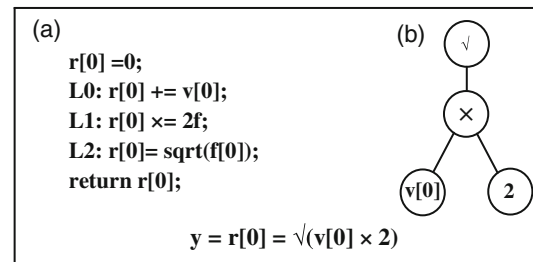 (a)
r[0] =0;
L0: r[0] += v[0];
L1: r[0] ×= 2f;
L2: r[0]= sqrt(f[0]);
return r[0];
(b)
√
×
v[0] 2
y = r[0] = √(v[0] × 2)